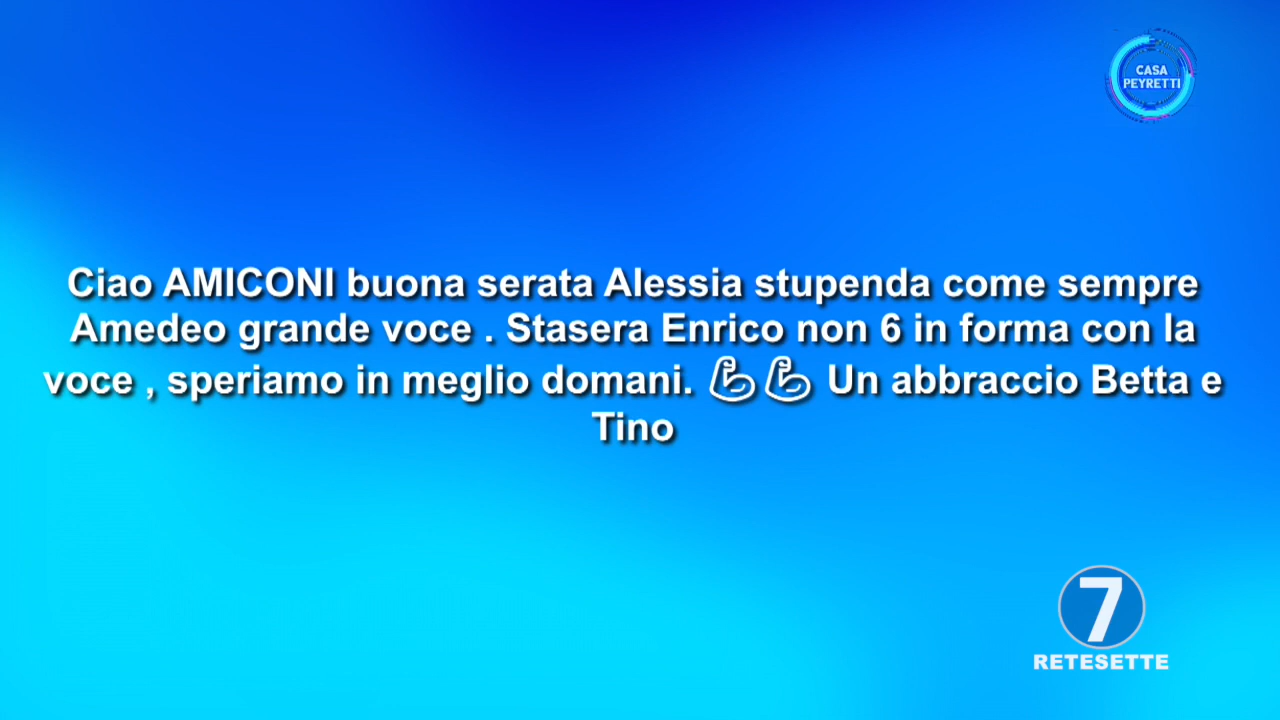 CASA
PEYRETTI
Ciao AMICONI buona serata Alessia stupenda come sempre
Amedeo grande voce . Stasera Enrico non 6 in forma con la
voce , speriamo in meglio domani. 💪💪 Un abbraccio Betta e
Tino
7
RETESETTE